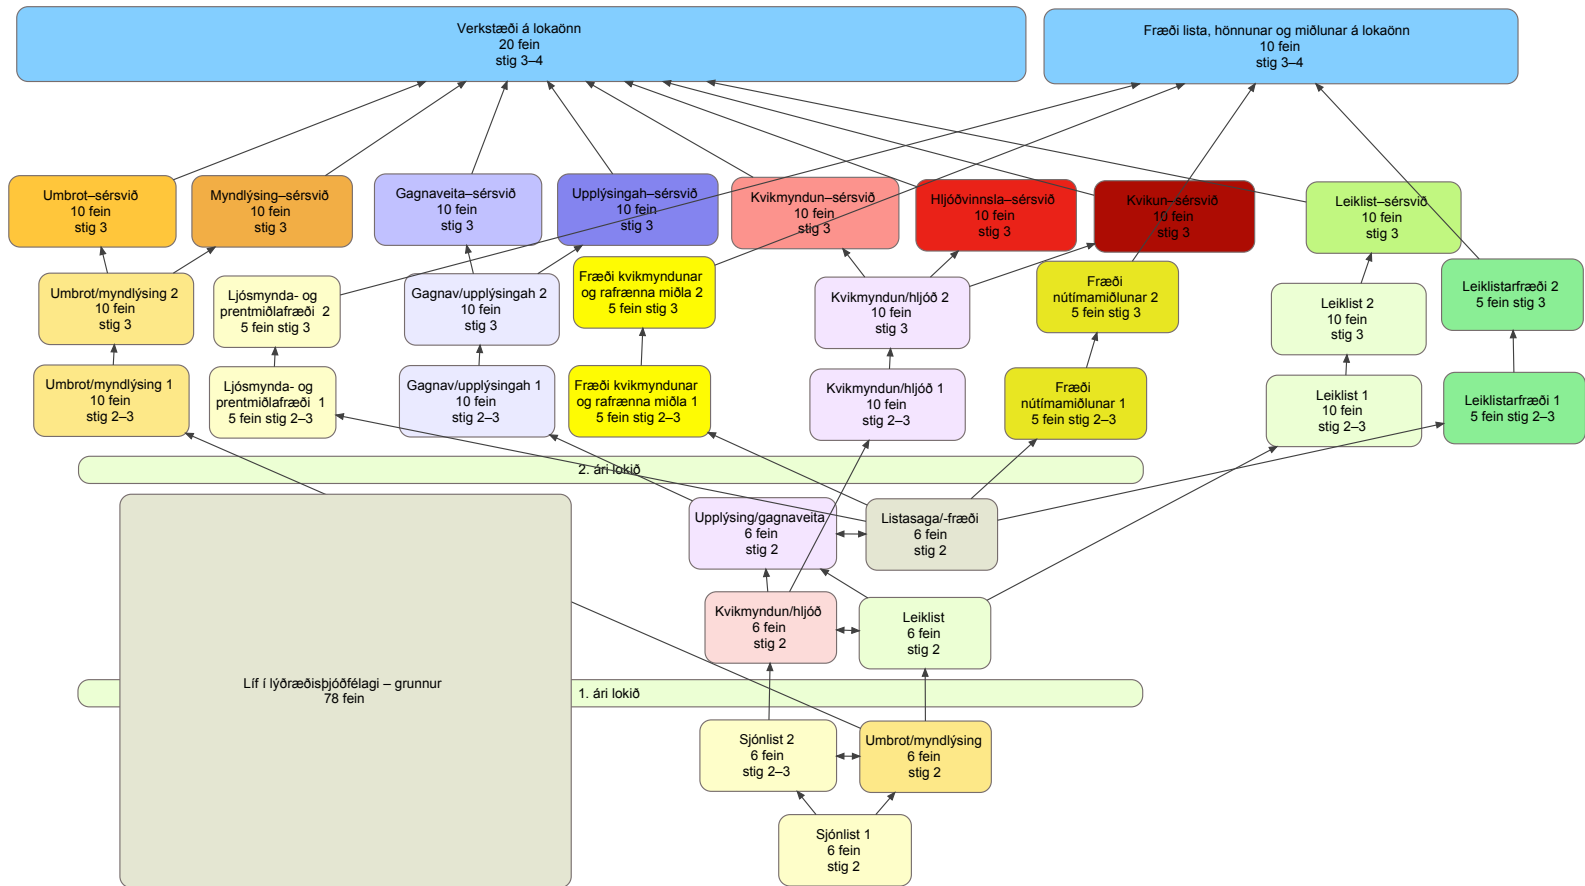 Verkstæði á lokaönn
20 fein
stig 3–4
Fræði lista, hönnunar og miðlunar á lokaönn
10 fein
stig 3–4
Umbrot–sérsvið
10 fein
stig 3
Myndlýsing–sérsvið
10 fein
stig 3
Gagnaveita–sérsvið
10 fein
stig 3
Upplýsingah–sérsvið
10 fein
stig 3
Kvikmyndun–sérsvið
10 fein
stig 3
Hljóðvinnsla–sérsvið
10 fein
stig 3
Kvikun–sérsvið
10 fein
stig 3
Leiklist–sérsvið
10 fein
stig 3
Umbrot/myndlýsing 2
10 fein
stig 3
Ljósmynda- og
prentmiðlafræði 2
5 fein stig 3
Gagnav/upplýsingah 2
10 fein
stig 3
Fræði kvikmyndunar
og rafrænna miðla 2
5 fein stig 3
Kvikmyndun/hljóð 2
10 fein
stig 3
Fræði
nútímamiðlunar 2
5 fein stig 3
Leiklist 2
10 fein
stig 3
Leiklistarfræði 2
5 fein stig 3
Umbrot/myndlýsing 1
10 fein
stig 2–3
Ljósmynda- og
prentmiðlafræði 1
5 fein stig 2–3
Gagnav/upplýsingah 1
10 fein
stig 2–3
Fræði kvikmyndunar
og rafrænna miðla 1
5 fein stig 2–3
Kvikmyndun/hljóð 1
10 fein
stig 2–3
Fræði
nútímamiðlunar 1
5 fein stig 2–3
Leiklist 1
10 fein
stig 2–3
Leiklistarfræði 1
5 fein stig 2–3
2. ári lokið
Upplýsing/gagnaveita
6 fein
stig 2
Listasaga/-fræði
6 fein
stig 2
Kvikmyndun/hljóð
6 fein
stig 2
Leiklist
6 fein
stig 2
Líf í lýðræðisþjóðfélagi – grunnur
78 fein
1. ári lokið
Sjónlist 2
6 fein
stig 2–3
Umbrot/myndlýsing
6 fein
stig 2
Sjónlist 1
6 fein
stig 2